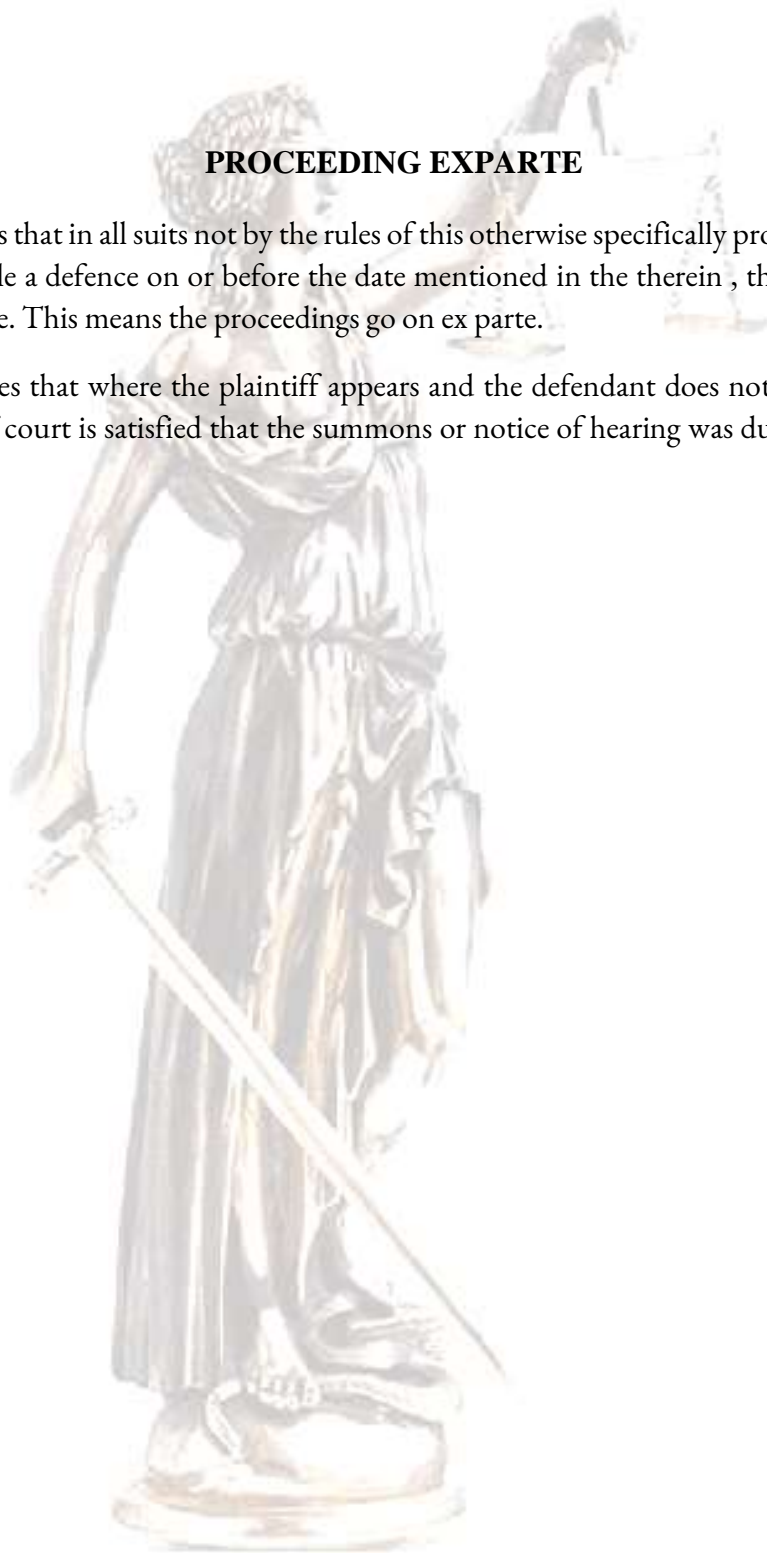 PROCEEDING EXPARTE
s that in all suits not by the rules of this otherwise specifically pro
le a defence on or before the date mentioned in the therein , th
e. This means the proceedings go on ex parte.
es that where the plaintiff appears and the defendant does not
court is satisfied that the summons or notice of hearing was du